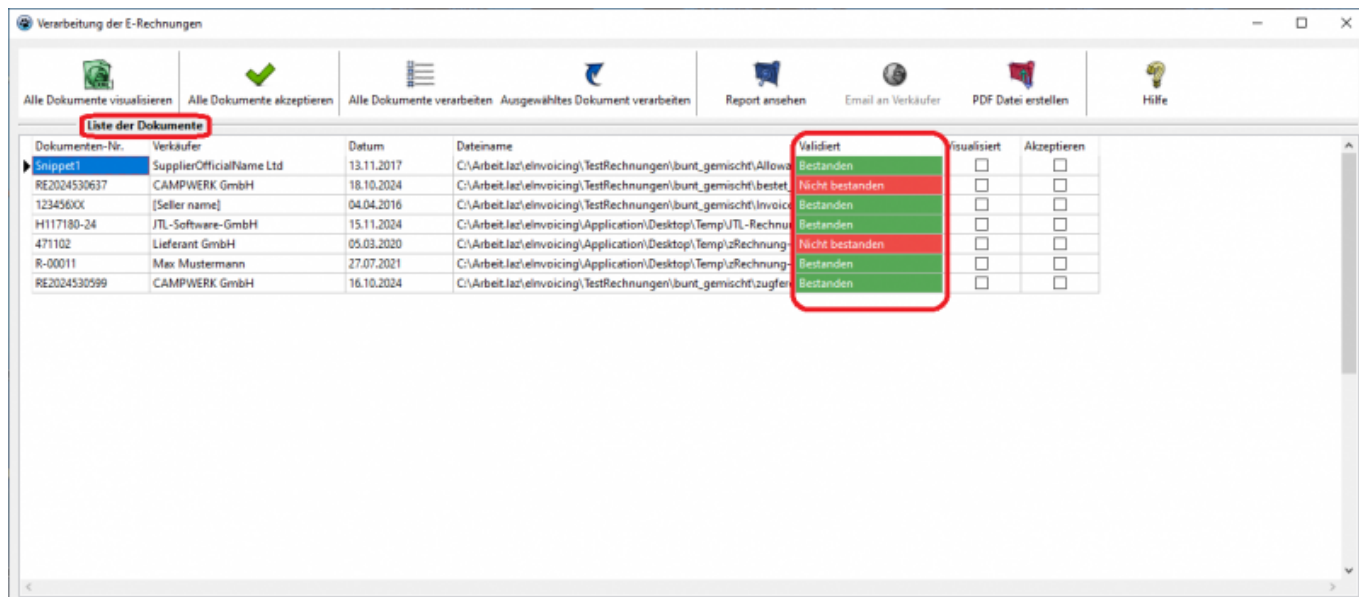 Verarbeitung der E-Rechnungen
Alle Dokumente visualisieren Alle Dokumente akzeptieren Alle Dokumente verarbeiten Ausgewähltes Dokument verarbeiten Report ansehen Email an Verkäufer PDF Datei erstellen Hilfe
Liste der Dokumente
Dokumenten-Nr. Verkäufer Datum Dateiname Validiert Visualisiert Akzeptieren
Snippet1 SupplierOfficialName Ltd 13.11.2017 C:\Arbeit.laz\eInvoicing\TestRechnungen\bunt_gemischt\Allowa Bestanden
RE2024530637 CAMPWERK GmbH 18.10.2024 C:\Arbeit.laz\eInvoicing\TestRechnungen\bunt_gemischt\bestet_ Nicht bestanden
123456XX [Seller name] 04.04.2016 C:\Arbeit.laz\eInvoicing\TestRechnungen\bunt_gemischt\Invoice Bestanden
H117180-24 JTL-Software-GmbH 15.11.2024 C:\Arbeit.laz\eInvoicing\Application\Desktop\Temp\JTL-Rechnu Bestanden
471102 Lieferant GmbH 05.03.2020 C:\Arbeit.laz\eInvoicing\Application\Desktop\Temp\zRechnung- Nicht bestanden
R-00011 Max Mustermann 27.07.2021 C:\Arbeit.laz\eInvoicing\Application\Desktop\Temp\zRechnung- Bestanden
RE2024530599 CAMPWERK GmbH 16.10.2024 C:\Arbeit.laz\eInvoicing\TestRechnungen\bunt_gemischt\zugfer Bestanden